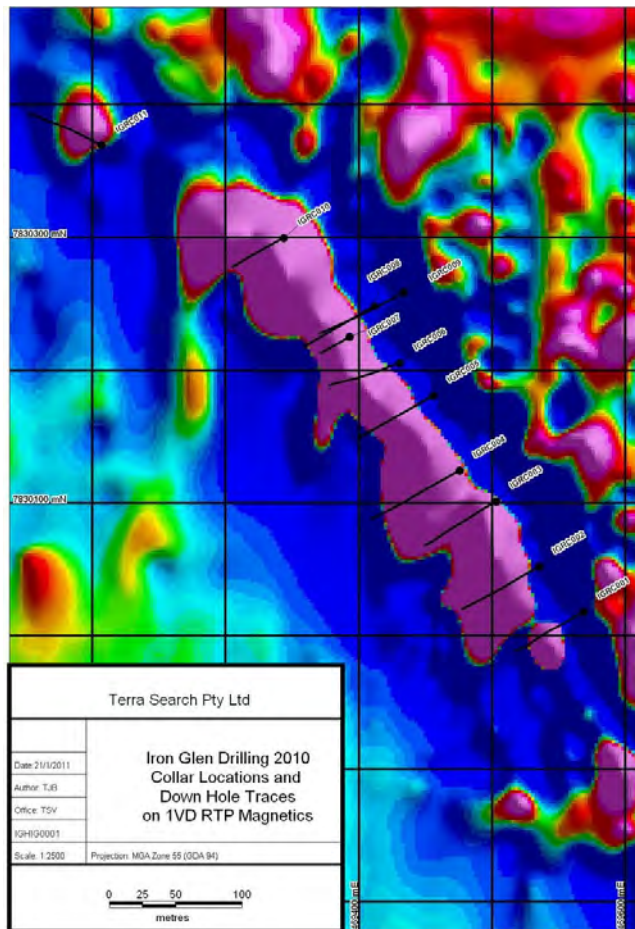 IGRC011
IGRC010
7830300 mN
IGRC008
IGRC009
IGRC007
IGRC006
IGRC005
IGRC004
IGRC003
7830100 mN
IGRC002
IGRC001
Terra Search Pty Ltd
Date 21/1/2011
Author: TJB
Office: TSV
IGHIG0001
Iron Glen Drilling 2010
Collar Locations and
Down Hole Traces
on 1VD RTP Magnetics
Scale: 1:2500
Projection: MGA Zone 55 (GDA 94)
0 25 50 100
metres